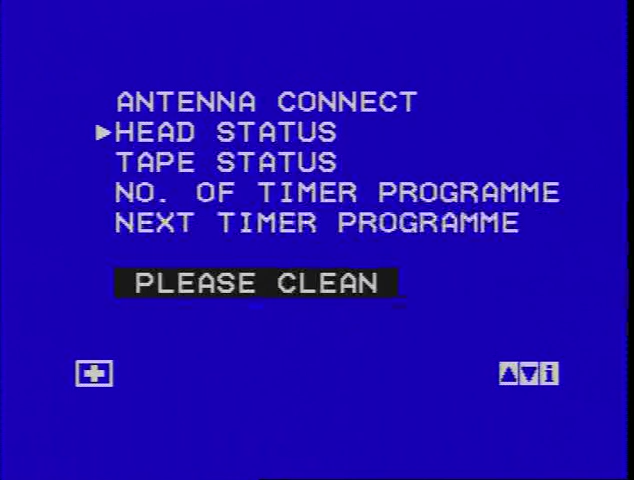 ANTENNA CONNECT
►HEAD STATUS
TAPE STATUS
NO. OF TIMER PROGRAMME
NEXT TIMER PROGRAMME
PLEASE CLEAN
i